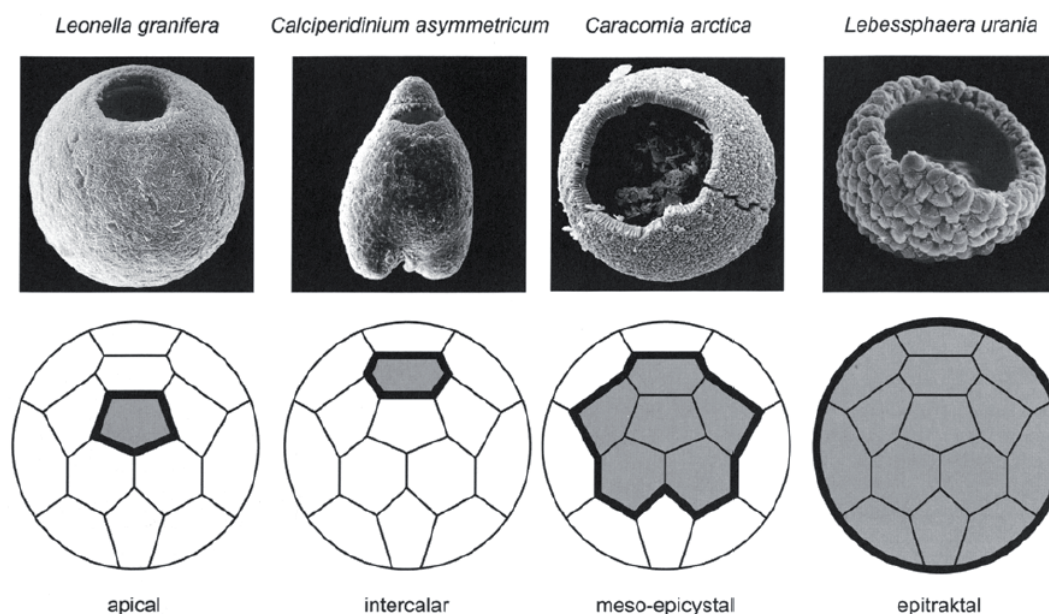 Leonella granifera
Calciperidinium asymmetricum
Caracomia arctica
Lebessphaera urania
apical
intercalar
meso-epicystal
epitraktal